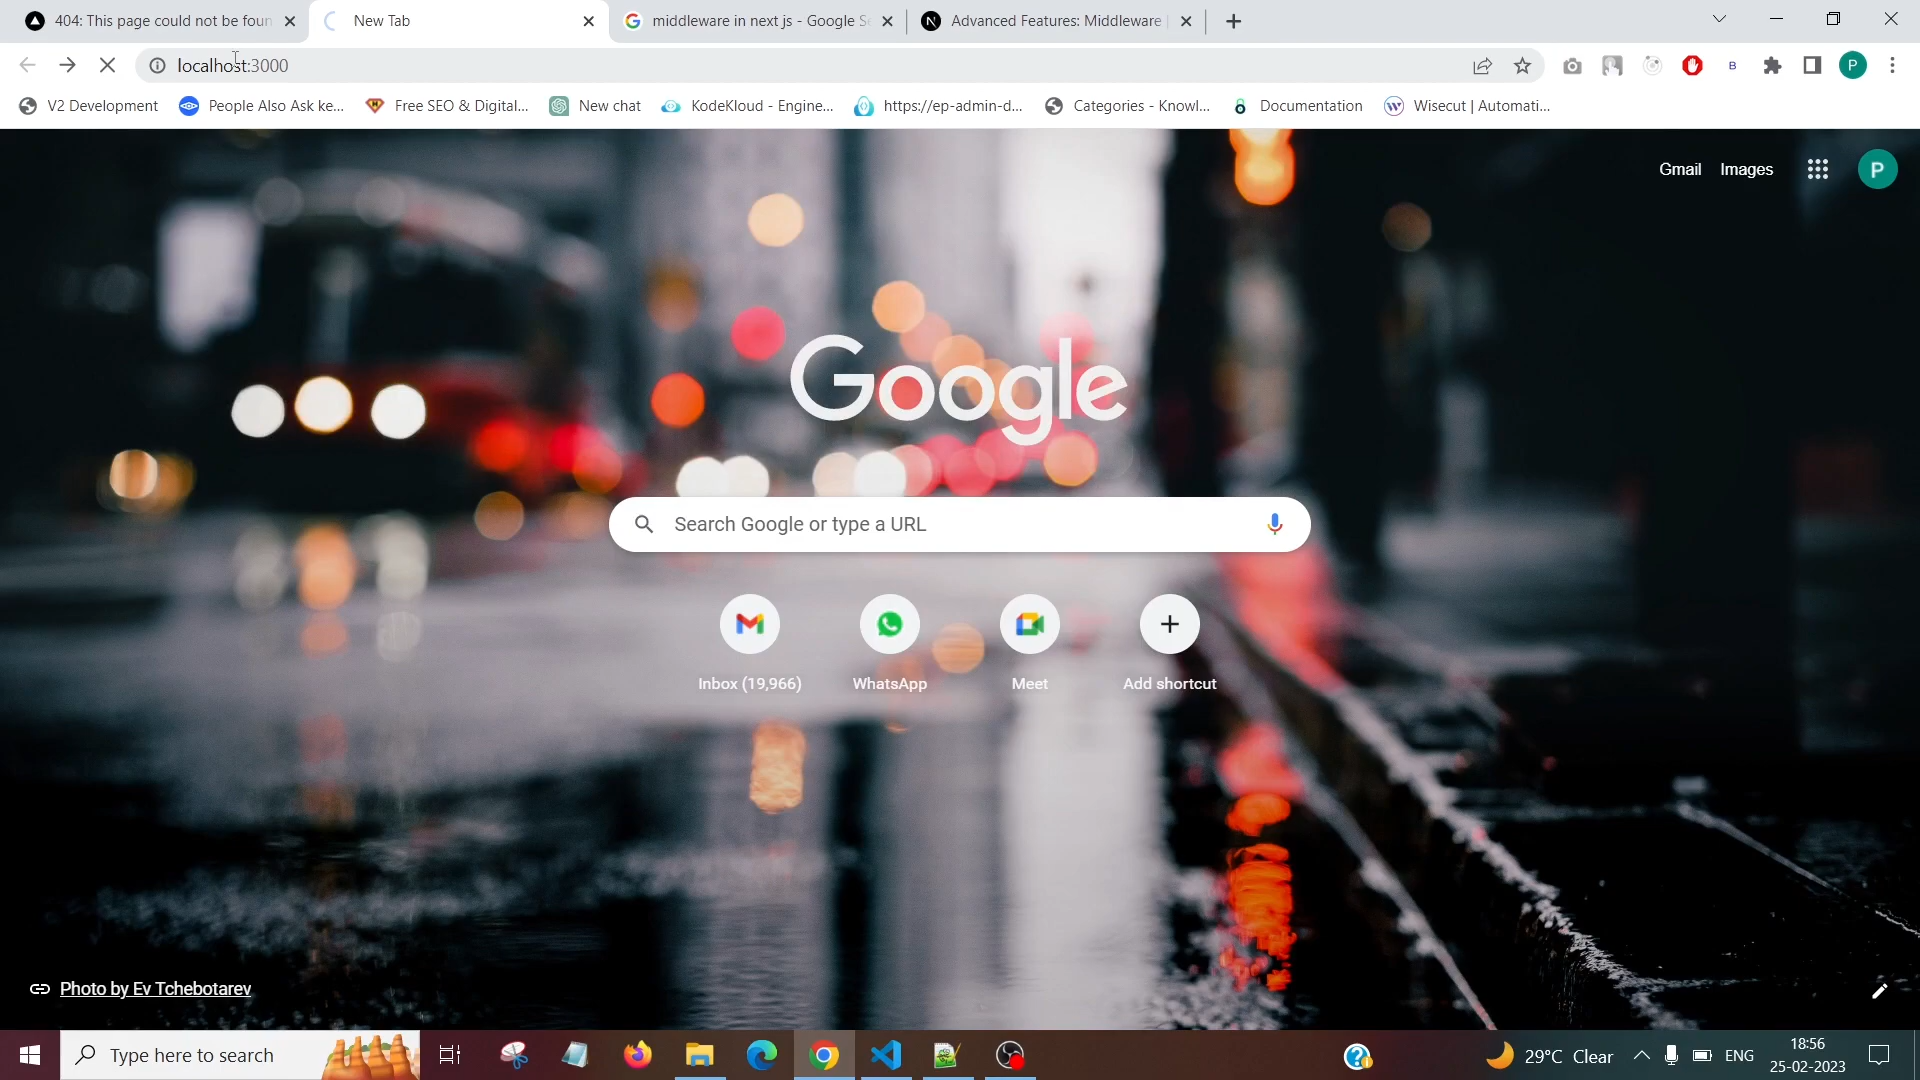 404: This page could not be foun
New Tab
middleware in next js - Google Se
Advanced Features: Middleware |
localhost:3000
V2 Development
People Also Ask ke...
Free SEO & Digital...
New chat
KodeKloud - Engine...
https://ep-admin-d...
Categories - Knowl...
Documentation
Wisecut | Automati...
Gmail
Images
P
Google
Search Google or type a URL
Inbox (19,966)
WhatsApp
Meet
Add shortcut
Photo by Ev Tchebotarev
Type here to search
29°C Clear
ENG
18:56
25-02-2023